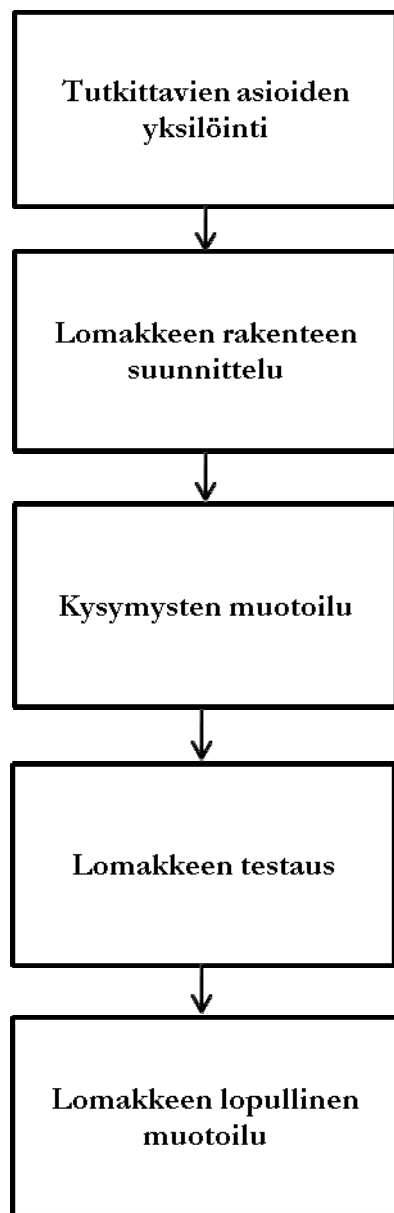 Tutkittavien asioiden
yksilöinti
Lomakkeen rakenteen
suunnittelu
Kysymysten muotoilu
Lomakkeen testaus
Lomakkeen lopullinen
muotoilu